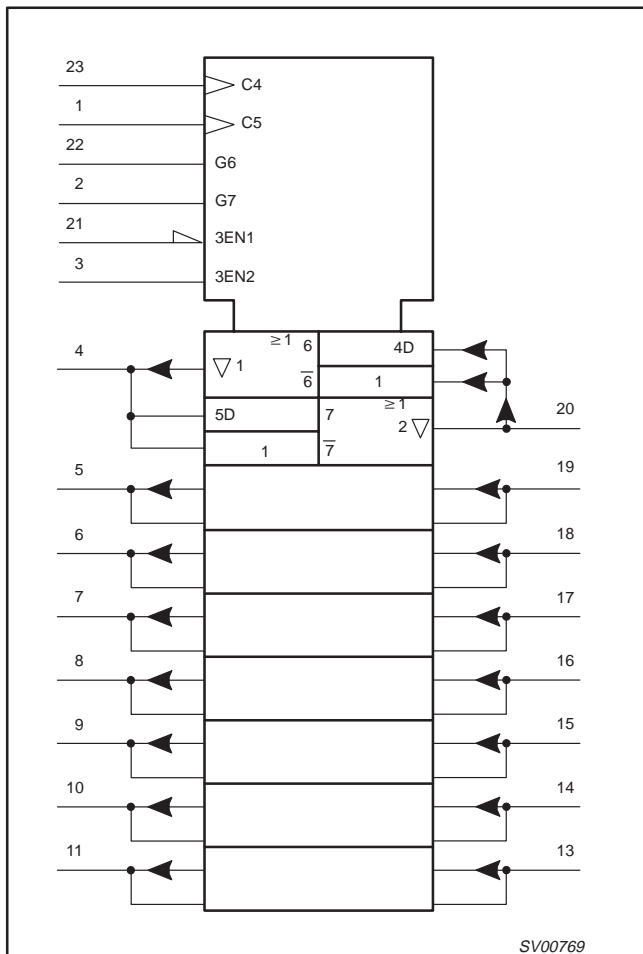 23 C4
1 C5
22 G6
2 G7
21 3EN1
3 3EN2
4 ▽ 1 ≥1 6 4D
6̅ 1
5D 7 ≥1 2 ▽ 20
1 7̅
5 19
6 18
7 17
8 16
9 15
10 14
11 13
SV00769